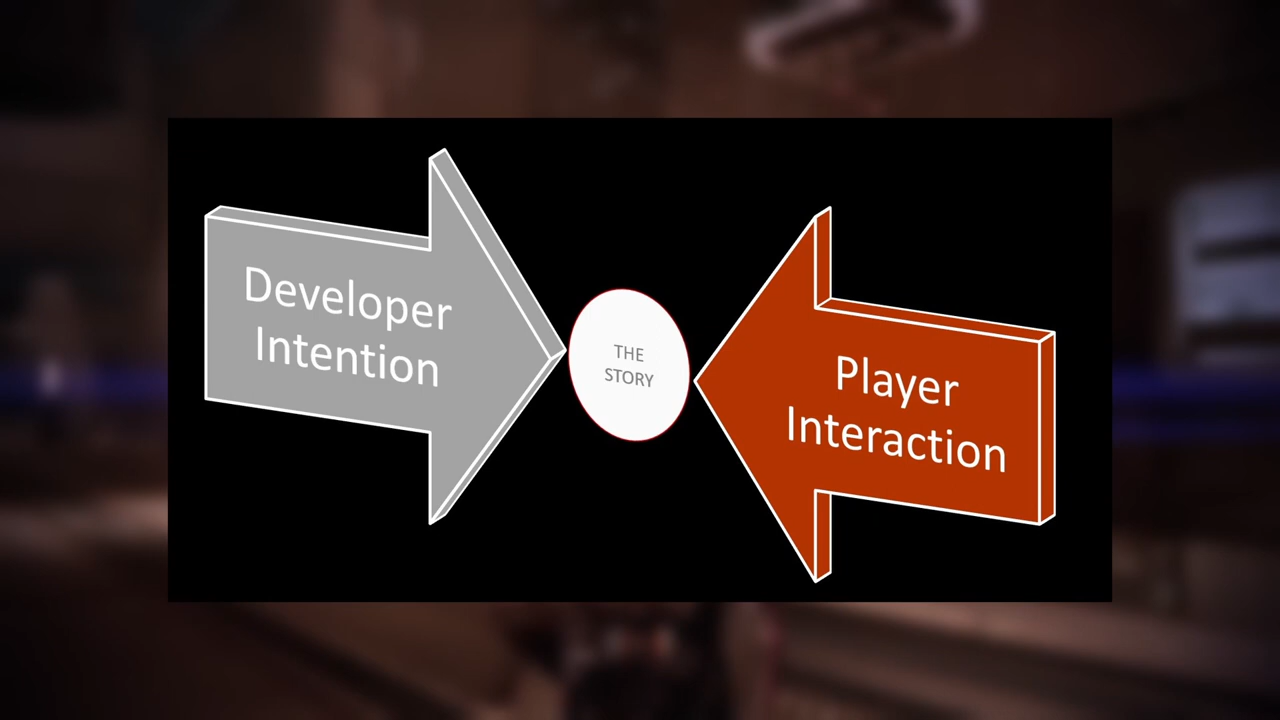 Developer
Intention
THE
STORY
Player
Interaction